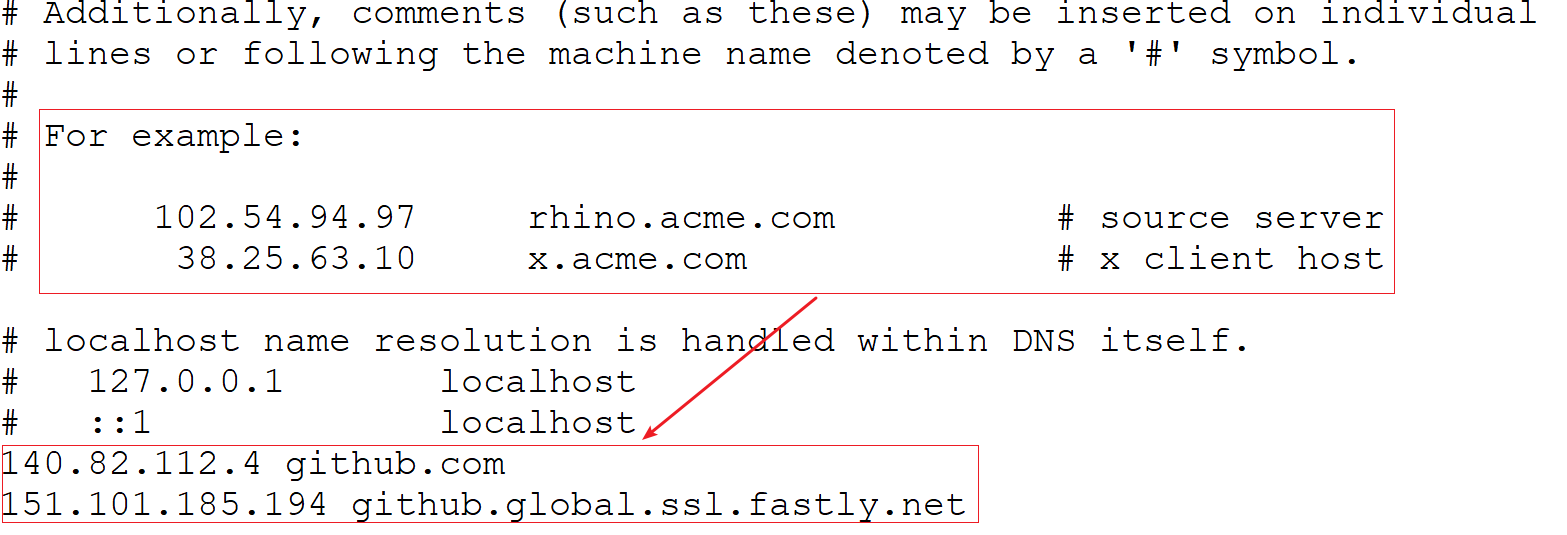 # Additionally, comments (such as these) may be inserted on individual
# lines or following the machine name denoted by a '#' symbol.
#
# For example:
#
#      102.54.94.97     rhino.acme.com          # source server
#       38.25.63.10     x.acme.com              # x client host
# localhost name resolution is handled within DNS itself.
#   127.0.0.1       localhost
#   ::1             localhost
140.82.112.4 github.com
151.101.185.194 github.global.ssl.fastly.net